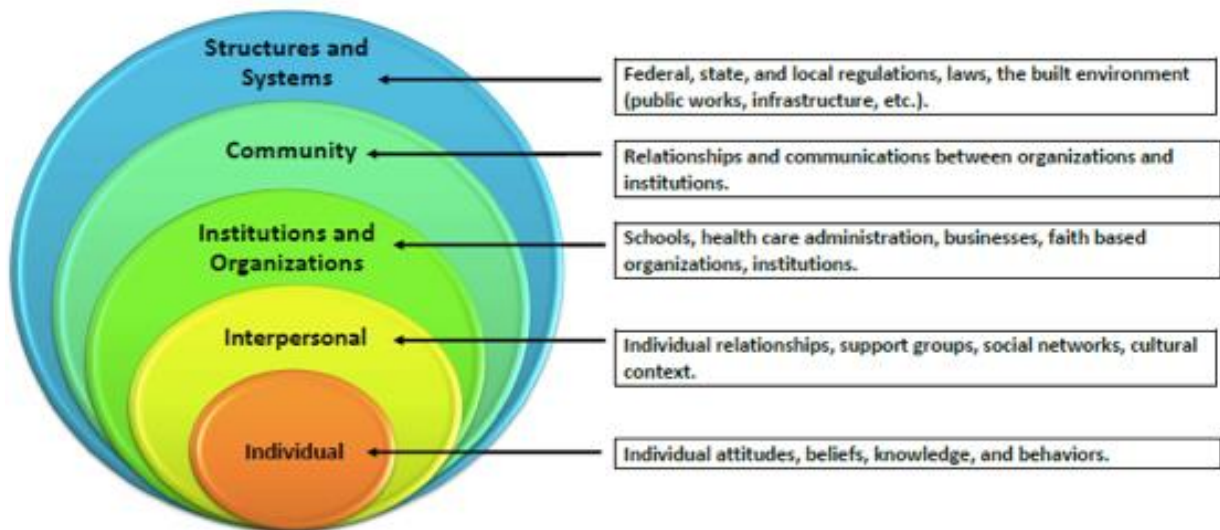 Structures and
Systems
Federal, state, and local regulations, laws, the built environment
(public works, infrastructure, etc.).
Community
Relationships and communications between organizations and
institutions.
Institutions and
Organizations
Schools, health care administration, businesses, faith based
organizations, institutions.
Interpersonal
Individual relationships, support groups, social networks, cultural
context.
Individual
Individual attitudes, beliefs, knowledge, and behaviors.